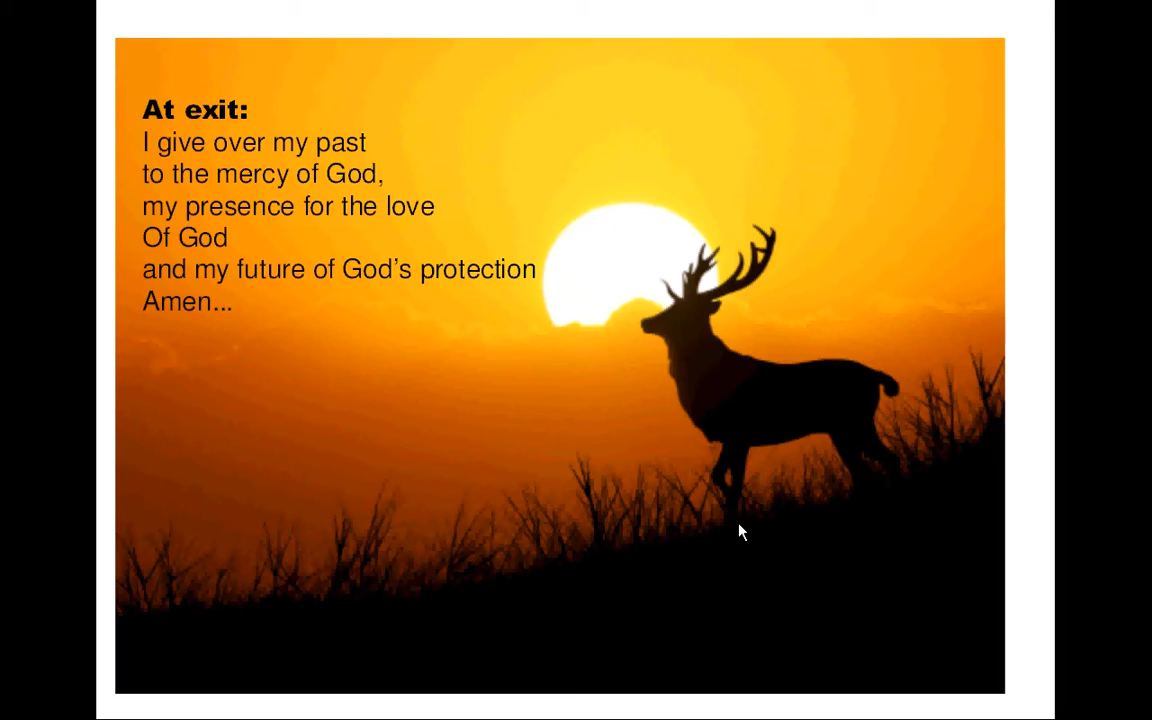 At exit:
I give over my past
to the mercy of God,
my presence for the love
Of God
and my future of God’s protection
Amen...